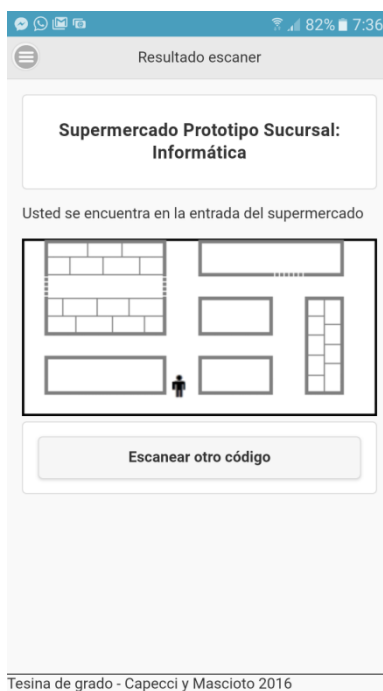 82% 7:36
Resultado escaner
Supermercado Prototipo Sucursal:
Informática
Usted se encuentra en la entrada del supermercado
Escanear otro código
Tesina de grado - Capecci y Mascioto 2016